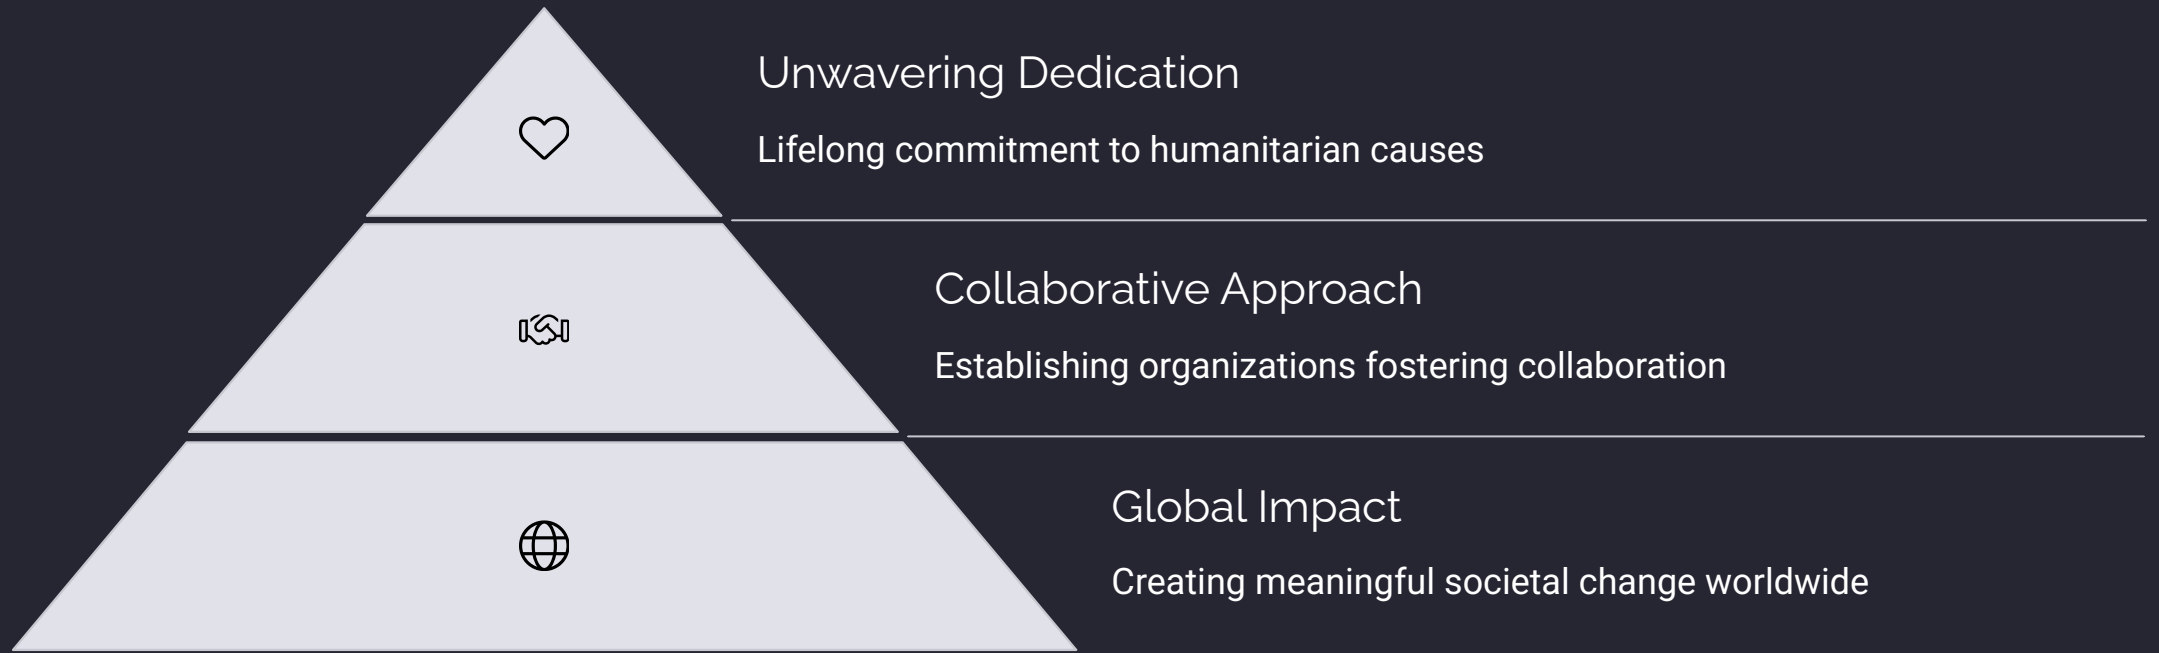 Unwavering Dedication
Lifelong commitment to humanitarian causes
Collaborative Approach
Establishing organizations fostering collaboration
Global Impact
Creating meaningful societal change worldwide